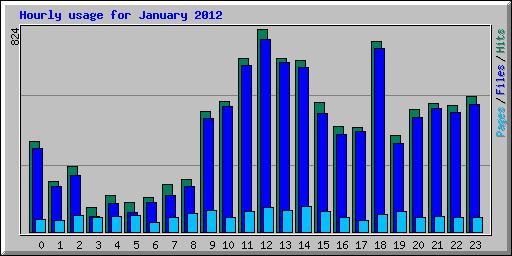 Hourly usage for January 2012
824
Pages/Files/Hits
0 1 2 3 4 5 6 7 8 9 10 11 12 13 14 15 16 17 18 19 20 21 22 23